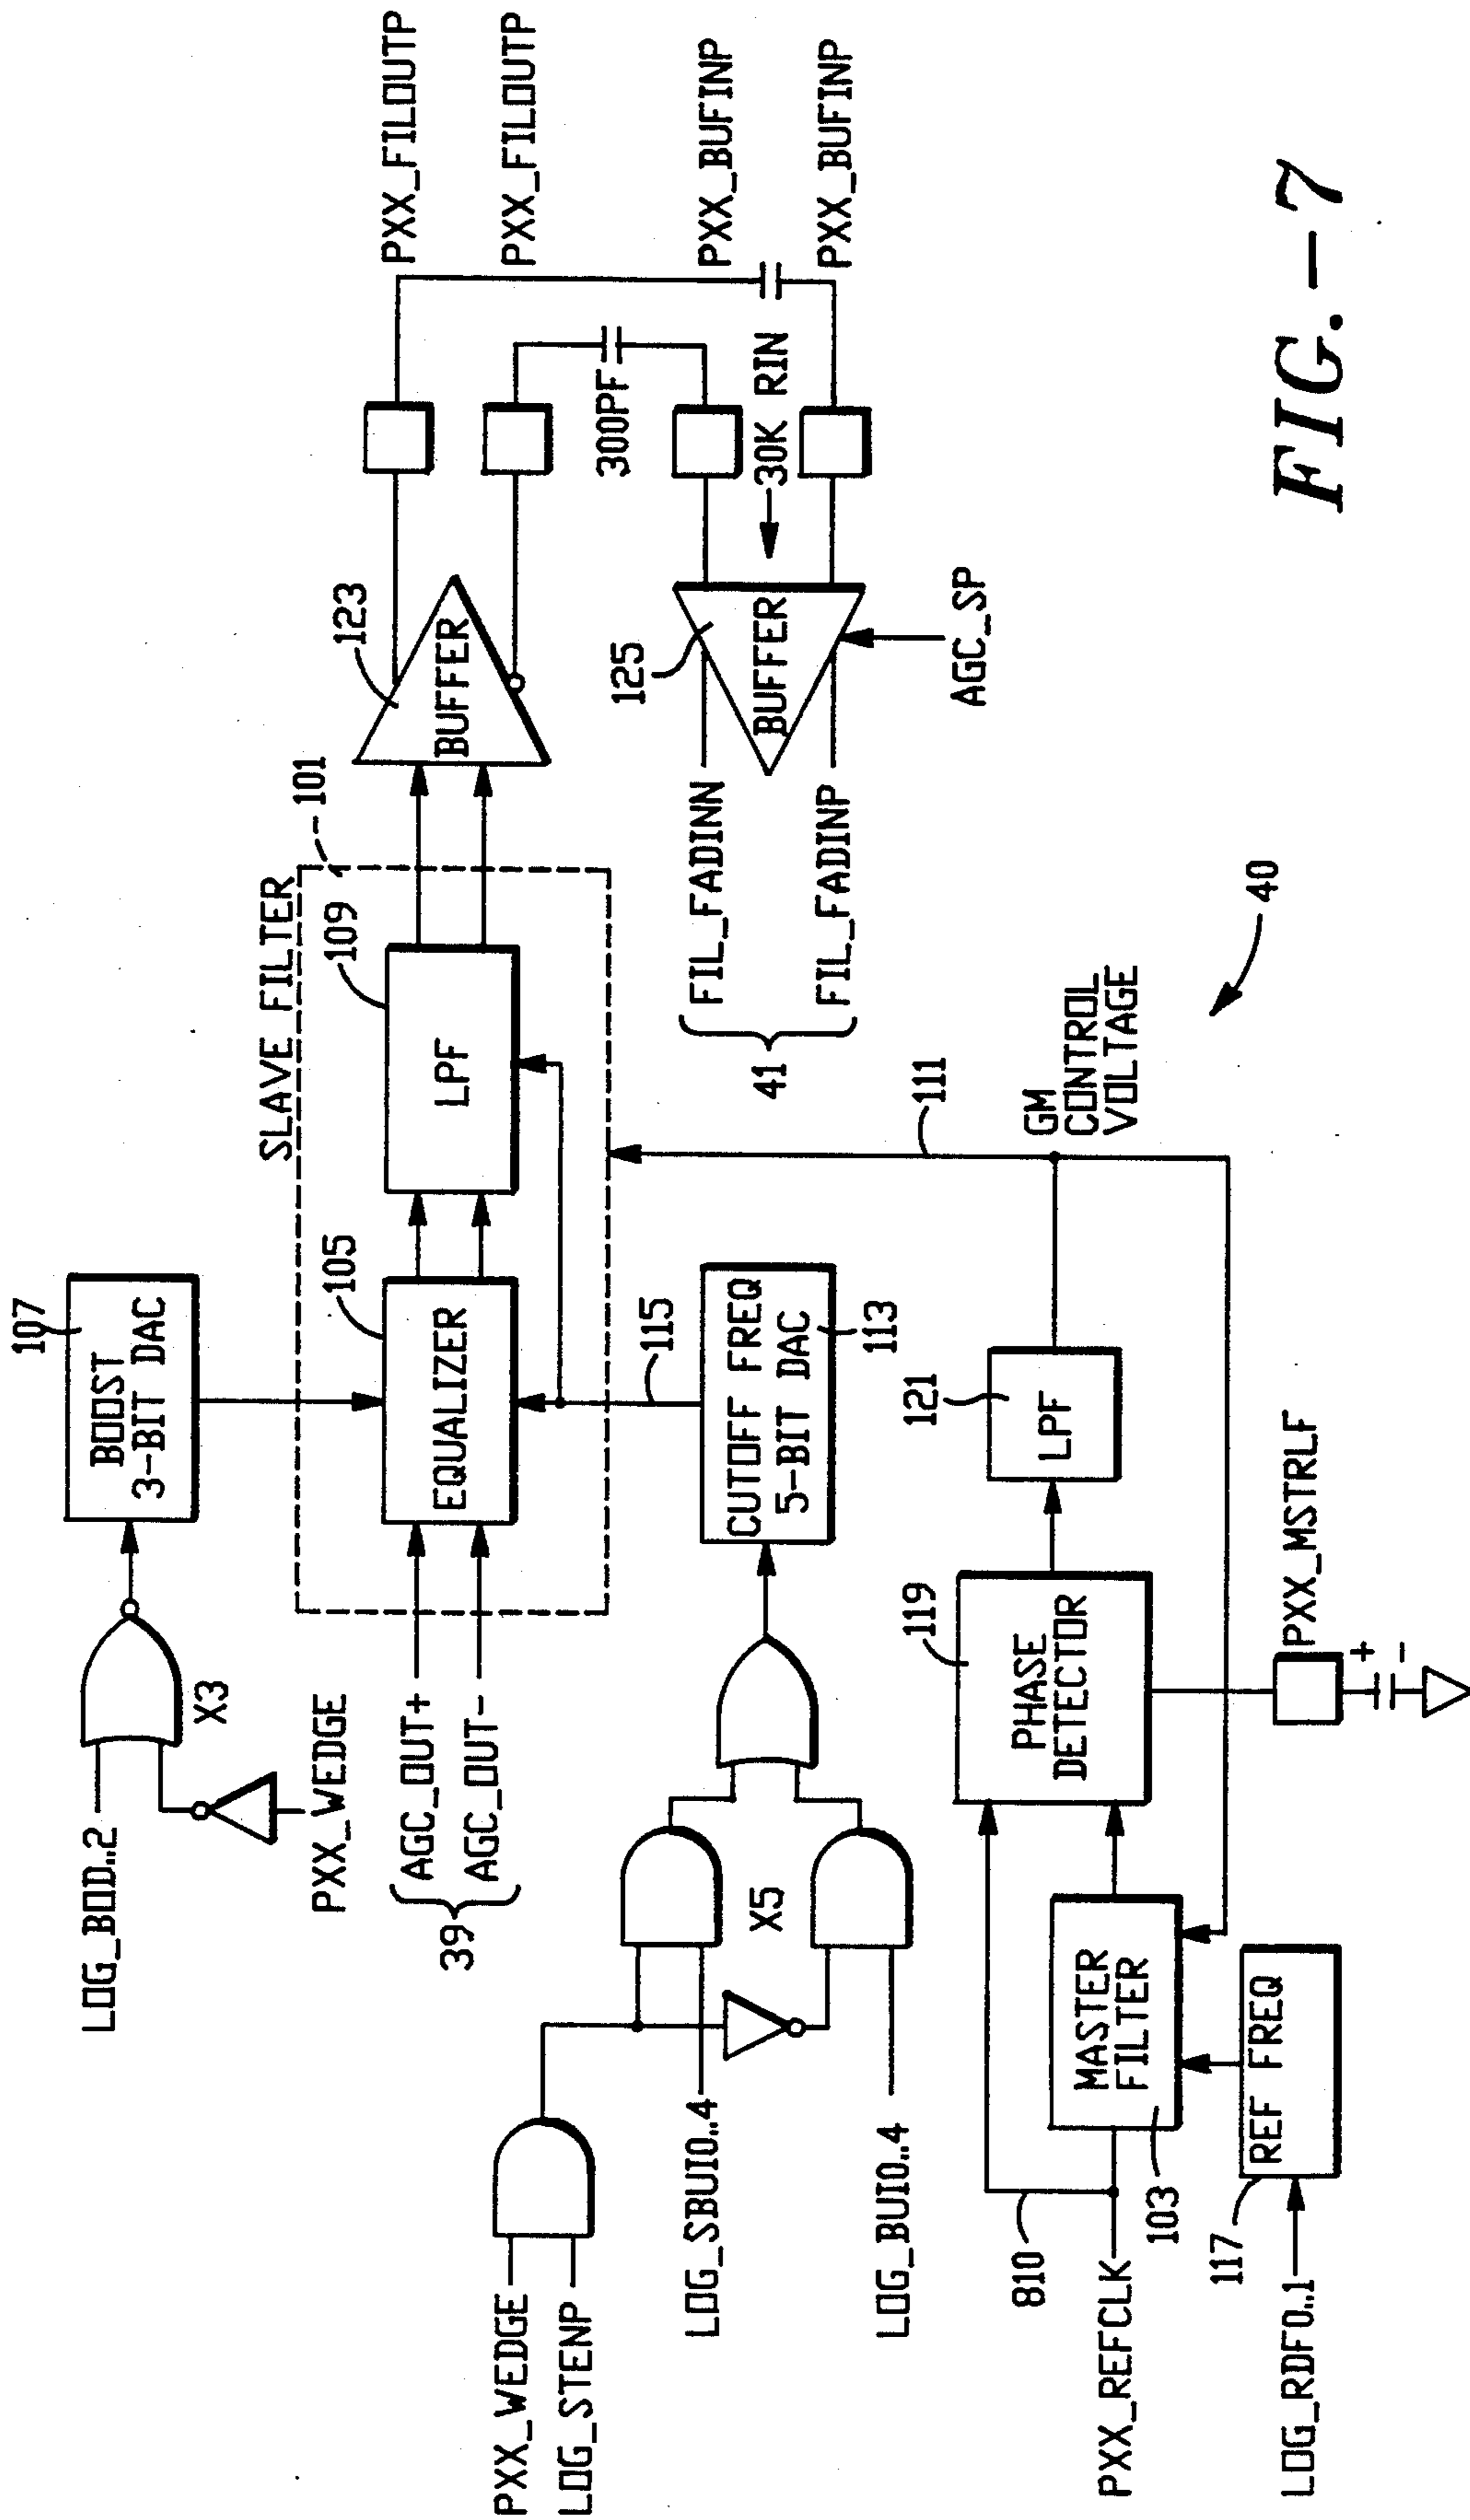 107
BOOST
3-BIT DAC
LOG_BOD..2
X3
PXX_WEDGE
SLAVE FILTER
101
AGC_OUT+
AGC_OUT-
39
105
EQUALIZER
109
LPF
123
BUFFER
PXX_FILOUTP
PXX_FILOUTP
300PF
PXX_BUFINP
30K RIN
PXX_BUFINP
125
BUFFER
AGC_SP
FIL_FADINN
FIL_FADINP
41
PXX_WEDGE
LOG_STENP
LOG_SBUI0..4
X5
LOG_BUI0..4
115
CUTOFF FREQ
5-BIT DAC
113
111
GM
CONTROL
VOLTAGE
40
PXX_REFCLK
810
MASTER
FILTER
103
117
REF FREQ
LOG_RDF0..1
119
PHASE
DETECTOR
121
LPF
PXX_MSTRLF
+
-
FIG.-7